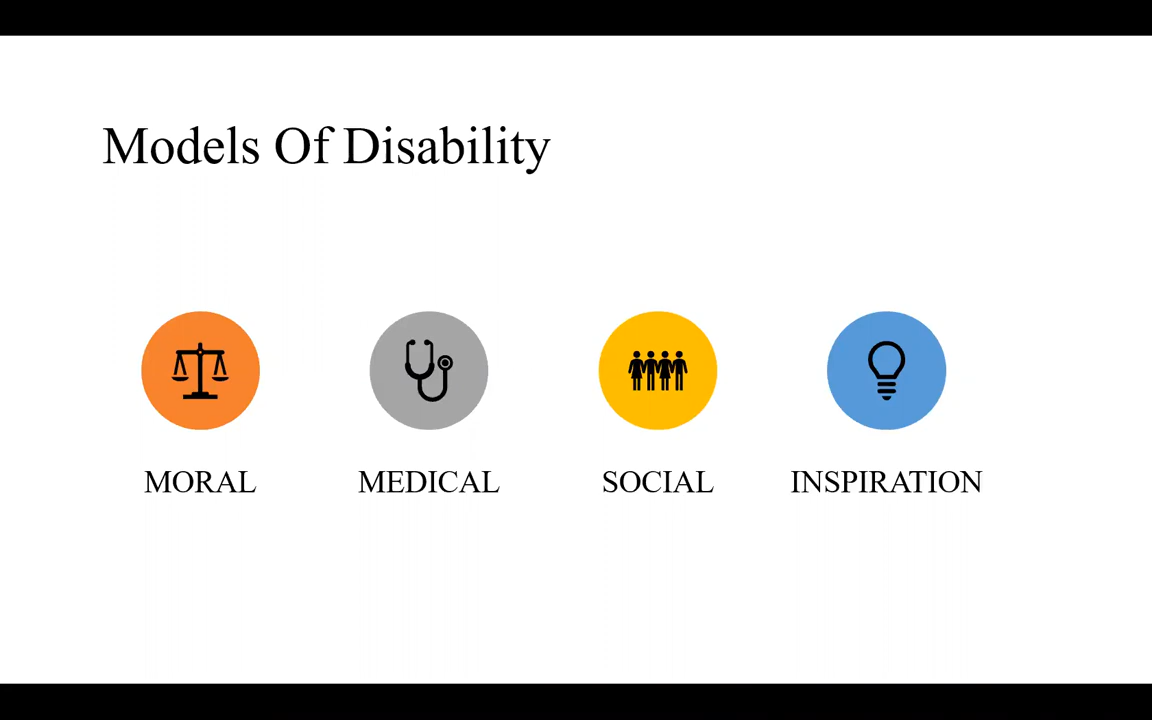 Models Of Disability
MORAL
MEDICAL
SOCIAL
INSPIRATION